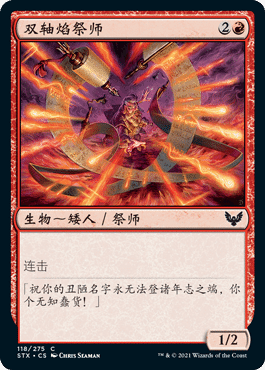 双轴焰祭师 2
生物～矮人／祭师
连击
「祝你的丑陋名字永无法登诸年志之端，你
个无知蠢货！」
1/2
118/275 C
STX • CS CHRIS SEAMAN
™ & © 2021 Wizards of the Coast